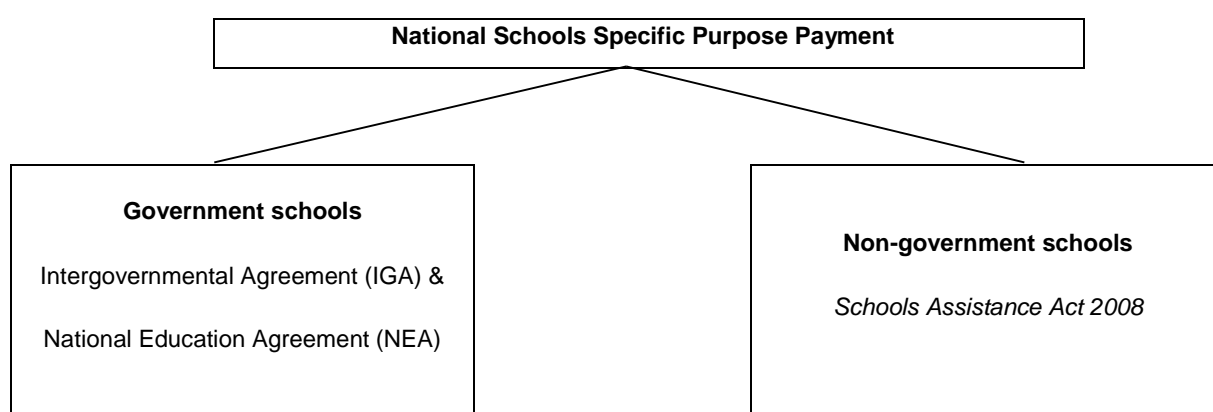 National Schools Specific Purpose Payment
Government schools
Intergovernmental Agreement (IGA) &
National Education Agreement (NEA)
Non-government schools
Schools Assistance Act 2008